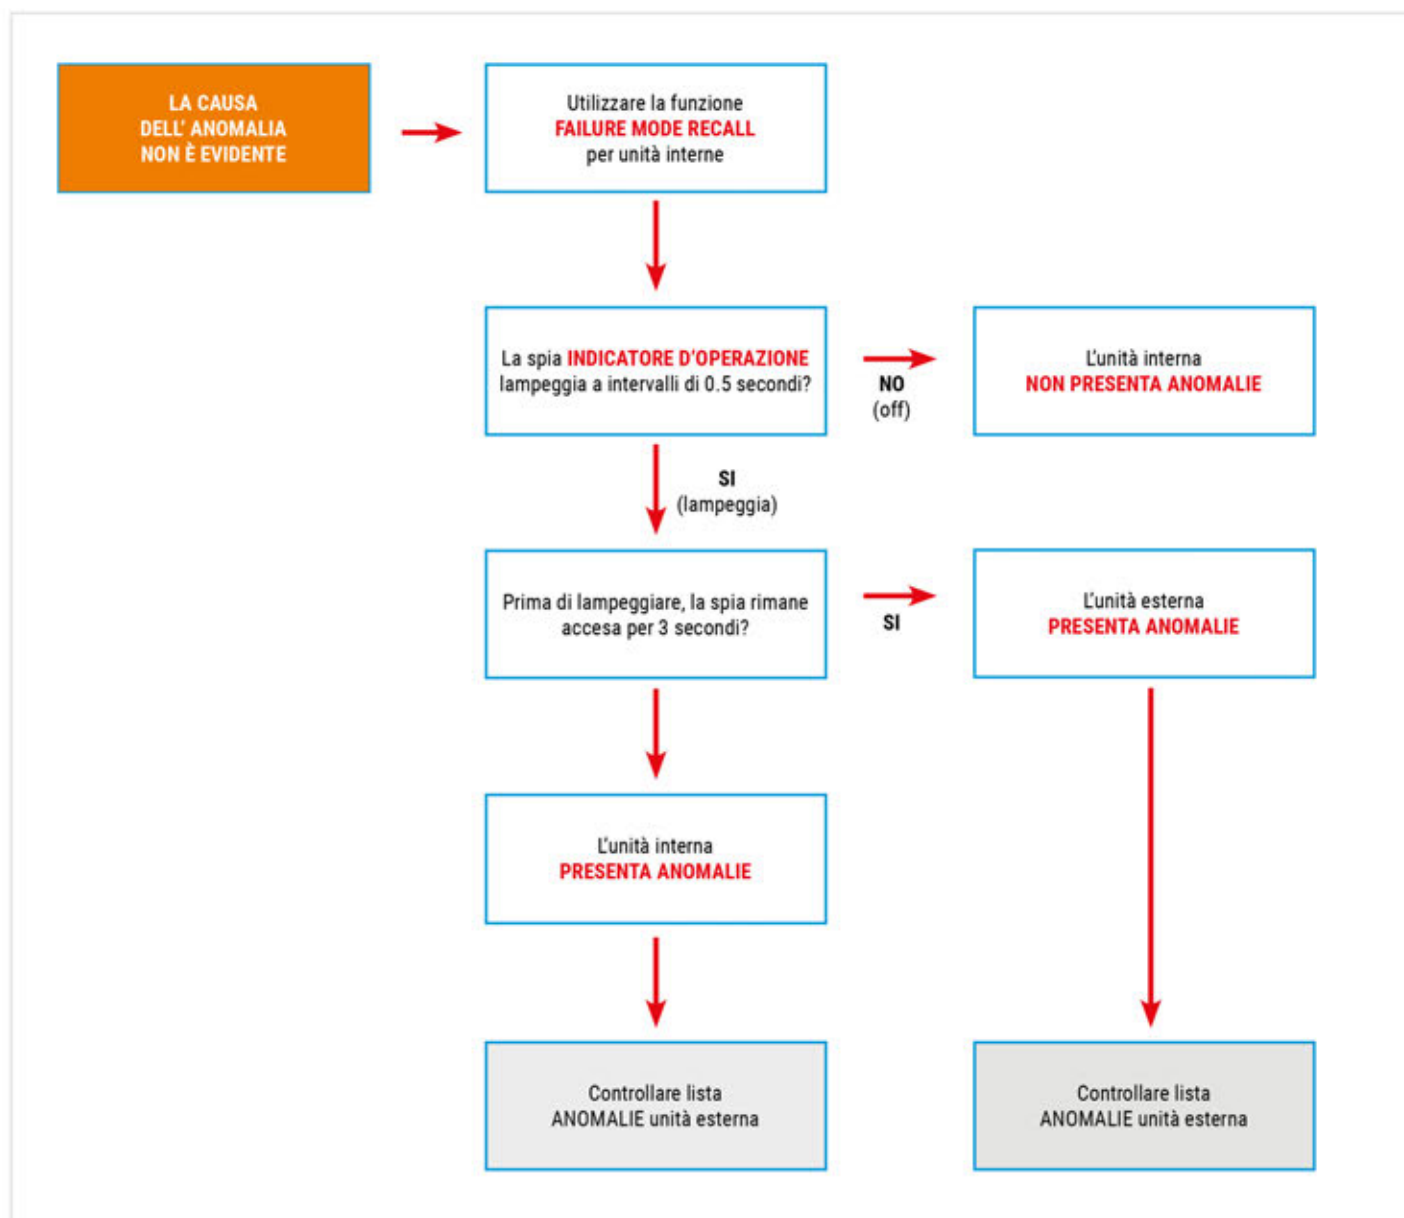 LA CAUSA
DELL' ANOMALIA
NON È EVIDENTE
Utilizzare la funzione
FAILURE MODE RECALL
per unità interne
La spia INDICATORE D'OPERAZIONE
lampeggia a intervalli di 0.5 secondi?
NO
(off)
L'unità interna
NON PRESENTA ANOMALIE
SI
(lampeggia)
Prima di lampeggiare, la spia rimane
accesa per 3 secondi?
SI
L'unità esterna
PRESENTA ANOMALIE
L'unità interna
PRESENTA ANOMALIE
Controllare lista
ANOMALIE unità esterna
Controllare lista
ANOMALIE unità esterna